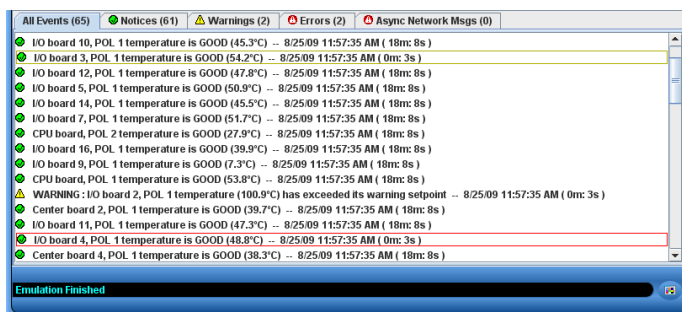 All Events (65) Notices (61) Warnings (2) Errors (2) Async Network Msgs (0)
I/O board 10, POL 1 temperature is GOOD (45.3°C) -- 8/25/09 11:57:35 AM ( 18m: 8s )
I/O board 3, POL 1 temperature is GOOD (54.2°C) -- 8/25/09 11:57:35 AM ( 0m: 3s )
I/O board 12, POL 1 temperature is GOOD (47.8°C) -- 8/25/09 11:57:35 AM ( 18m: 8s )
I/O board 5, POL 1 temperature is GOOD (50.9°C) -- 8/25/09 11:57:35 AM ( 18m: 8s )
I/O board 14, POL 1 temperature is GOOD (45.5°C) -- 8/25/09 11:57:35 AM ( 18m: 8s )
I/O board 7, POL 1 temperature is GOOD (51.7°C) -- 8/25/09 11:57:35 AM ( 18m: 8s )
CPU board, POL 2 temperature is GOOD (27.9°C) -- 8/25/09 11:57:35 AM ( 18m: 8s )
I/O board 16, POL 1 temperature is GOOD (39.9°C) -- 8/25/09 11:57:35 AM ( 18m: 8s )
I/O board 9, POL 1 temperature is GOOD (7.3°C) -- 8/25/09 11:57:35 AM ( 18m: 8s )
CPU board, POL 1 temperature is GOOD (53.8°C) -- 8/25/09 11:57:35 AM ( 18m: 8s )
WARNING : I/O board 2, POL 1 temperature (100.9°C) has exceeded its warning setpoint -- 8/25/09 11:57:35 AM ( 0m: 3s )
Center board 2, POL 1 temperature is GOOD (39.7°C) -- 8/25/09 11:57:35 AM ( 18m: 8s )
I/O board 11, POL 1 temperature is GOOD (47.3°C) -- 8/25/09 11:57:35 AM ( 18m: 8s )
I/O board 4, POL 1 temperature is GOOD (48.8°C) -- 8/25/09 11:57:35 AM ( 0m: 3s )
Center board 4, POL 1 temperature is GOOD (38.3°C) -- 8/25/09 11:57:35 AM ( 18m: 8s )
Emulation Finished